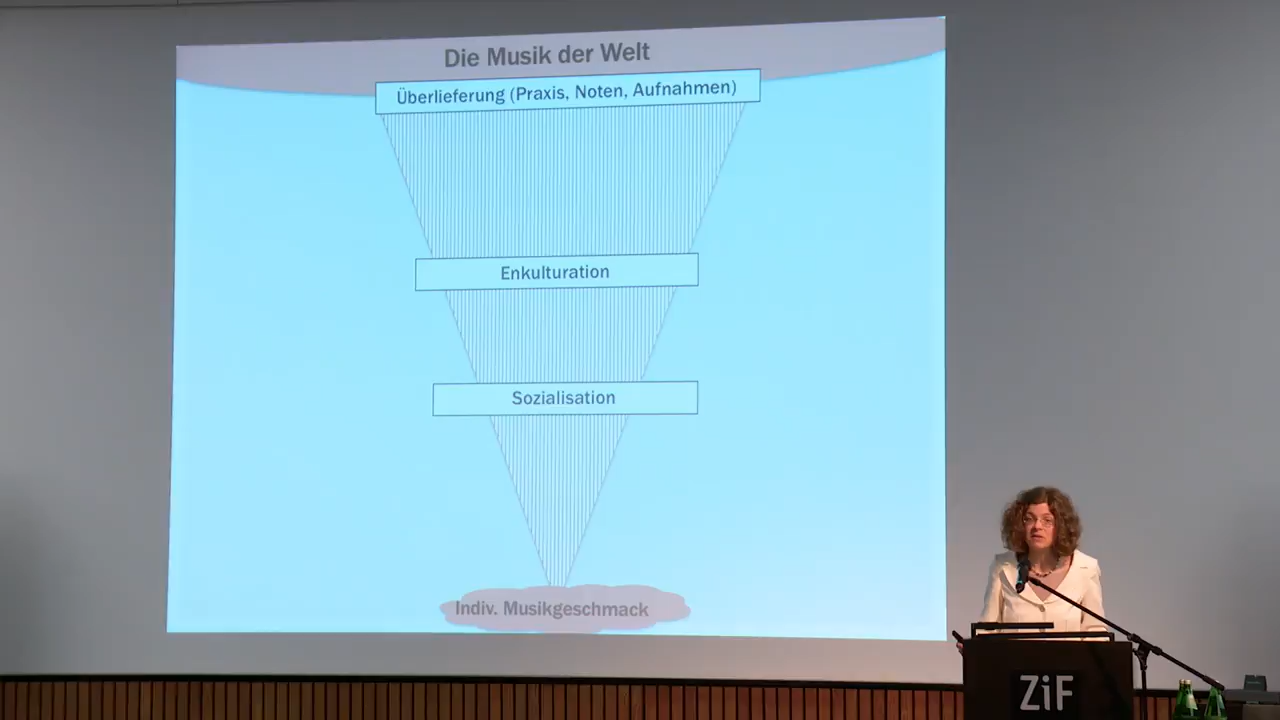 Die Musik der Welt
Überlieferung (Praxis, Noten, Aufnahmen)
Enkulturation
Sozialisation
Indiv. Musikgeschmack
ZiF